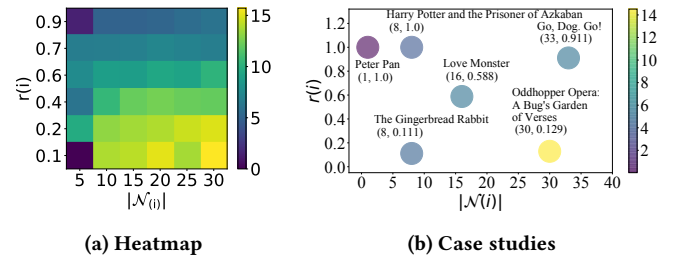 0.9
0.7
0.6
0.4
0.2
0.1
r(i)
5 10 15 20 25 30
|𝒩(i)|
15
10
5
0
(a) Heatmap
1.2
1.0
0.8
0.6
0.4
0.2
0.0
r(i)
Harry Potter and the Prisoner of Azkaban
(8, 1.0)
Go, Dog. Go!
(33, 0.911)
Peter Pan
(1, 1.0)
Love Monster
(16, 0.588)
Oddhopper Opera:
A Bug's Garden
of Verses
(30, 0.129)
The Gingerbread Rabbit
(8, 0.111)
0 10 20 30 40
|𝒩(i)|
14
12
10
8
6
4
2
(b) Case studies